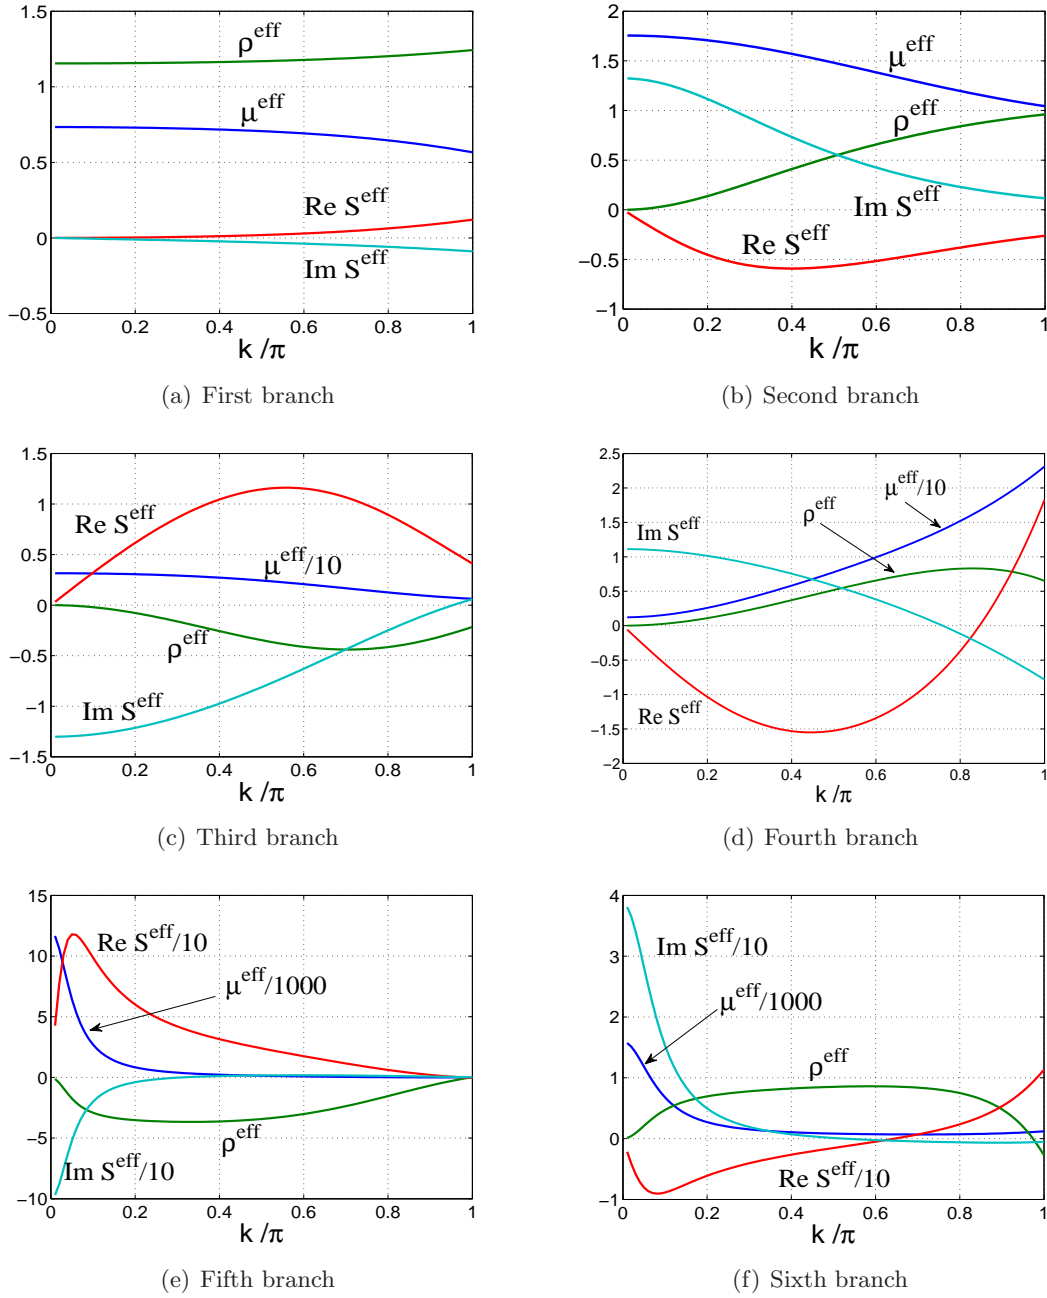 1.5
1
0.5
0
−0.5
ρ^eff
μ^eff
Re S^eff
Im S^eff
0 0.2 0.4 0.6 0.8 1
k/π
(a) First branch
2
1.5
1
0.5
0
−0.5
−1
μ^eff
ρ^eff
Im S^eff
Re S^eff
0 0.2 0.4 0.6 0.8 1
k/π
(b) Second branch
1.5
1
0.5
0
−0.5
−1
−1.5
Re S^eff
μ^eff/10
ρ^eff
Im S^eff
0 0.2 0.4 0.6 0.8 1
k/π
(c) Third branch
2.5
2
1.5
1
0.5
0
−0.5
−1
−1.5
−2
μ^eff/10
ρ^eff
Im S^eff
Re S^eff
0 0.2 0.4 0.6 0.8 1
k/π
(d) Fourth branch
15
10
5
0
−5
−10
Re S^eff/10
μ^eff/1000
ρ^eff
Im S^eff/10
0 0.2 0.4 0.6 0.8 1
k/π
(e) Fifth branch
4
3
2
1
0
−1
Im S^eff/10
μ^eff/1000
ρ^eff
Re S^eff/10
0 0.2 0.4 0.6 0.8 1
k/π
(f) Sixth branch